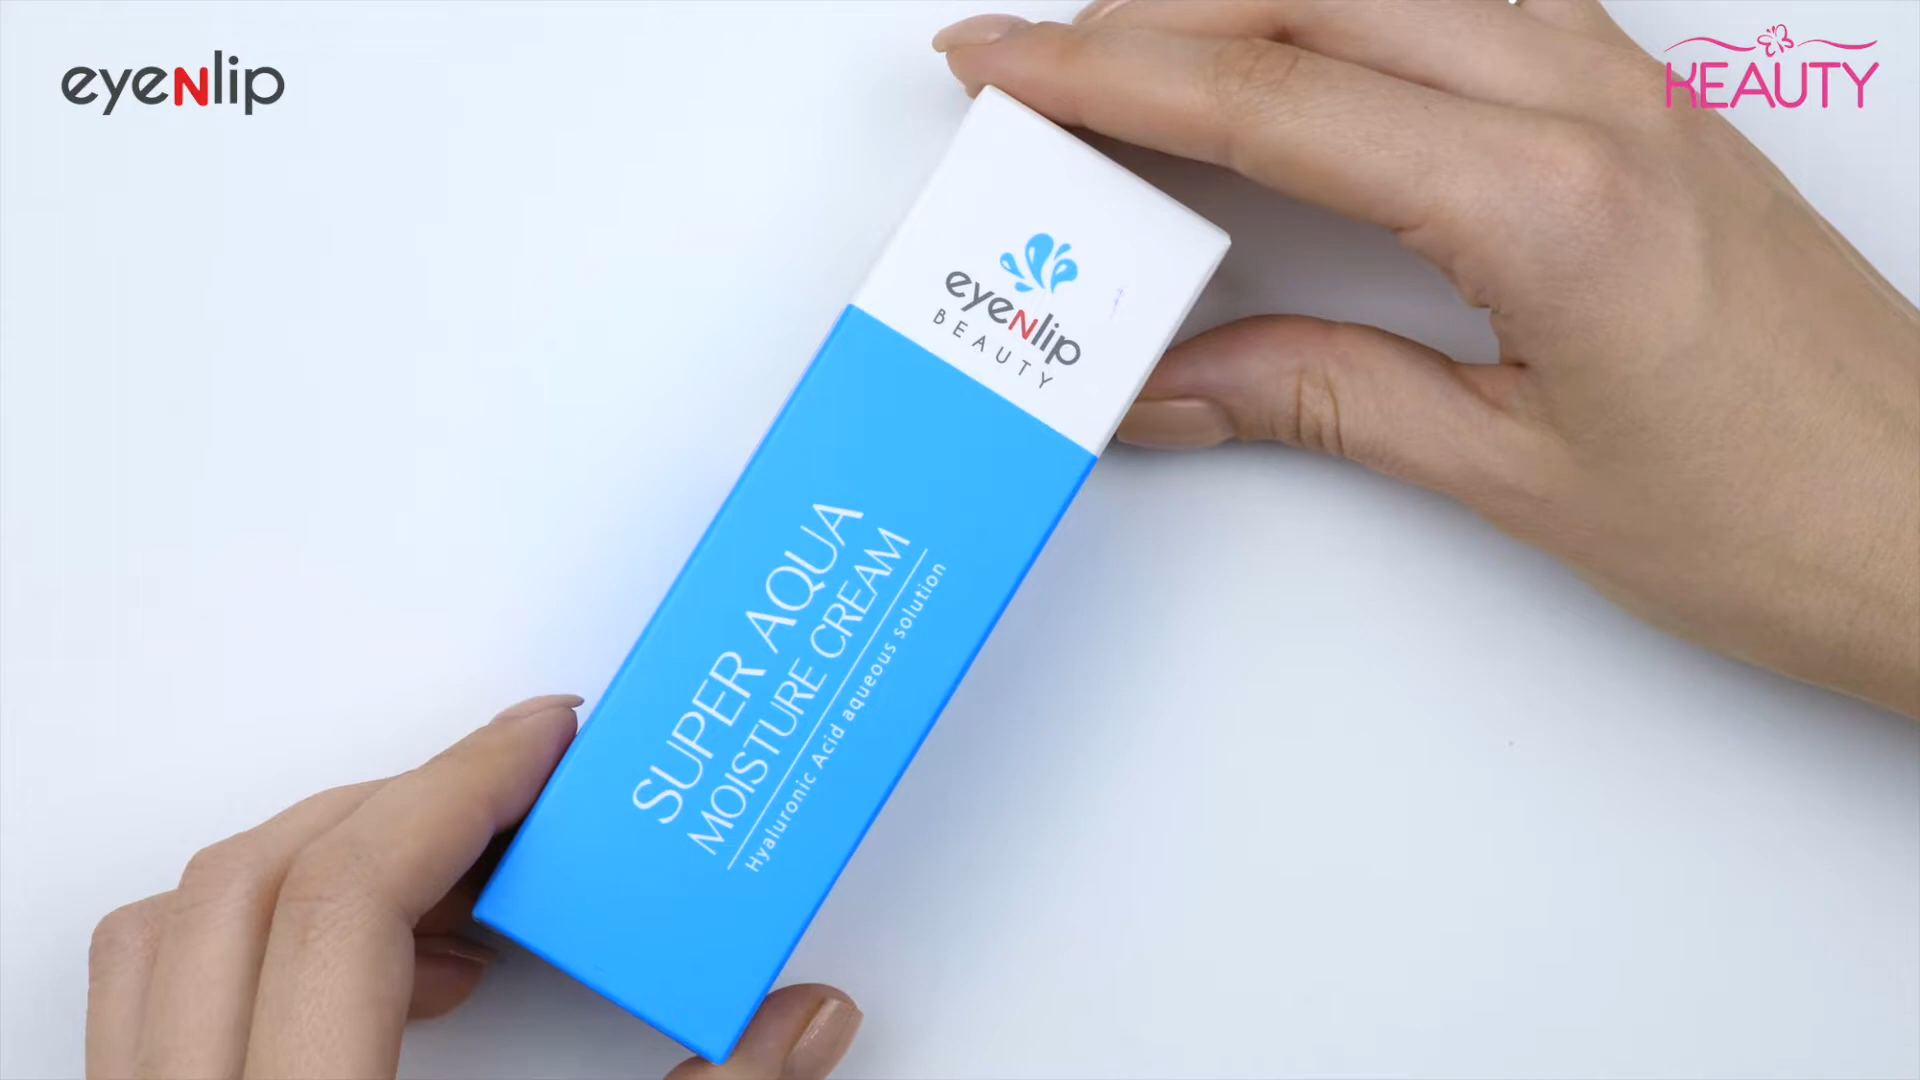 eyeNlip
KEAUTY
eyeNlip
BEAUTY
SUPER AQUA
MOISTURE CREAM
Hyaluronic Acid aqueous solution